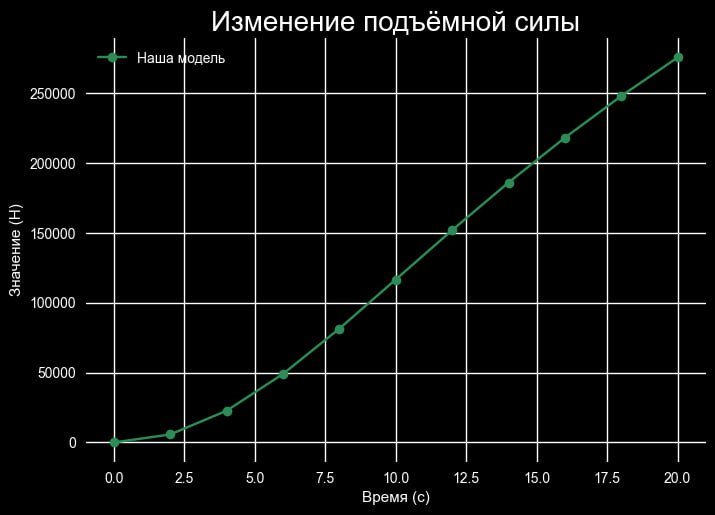 Изменение подъёмной силы
Наша модель
250000
200000
150000
100000
50000
0
Значение (Н)
0.0 2.5 5.0 7.5 10.0 12.5 15.0 17.5 20.0
Время (с)